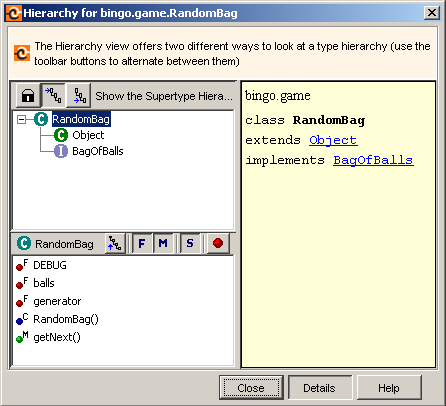 Hierarchy for bingo.game.RandomBag
The Hierarchy view offers two different ways to look at a type hierarchy (use the
toolbar buttons to alternate between them)
Show the Supertype Hiera...
C RandomBag
C Object
I BagOfBalls
bingo.game
class RandomBag
extends Object
implements BagOfBalls
C RandomBag F M S
F DEBUG
F balls
F generator
C RandomBag()
M getNext()
Close Details Help